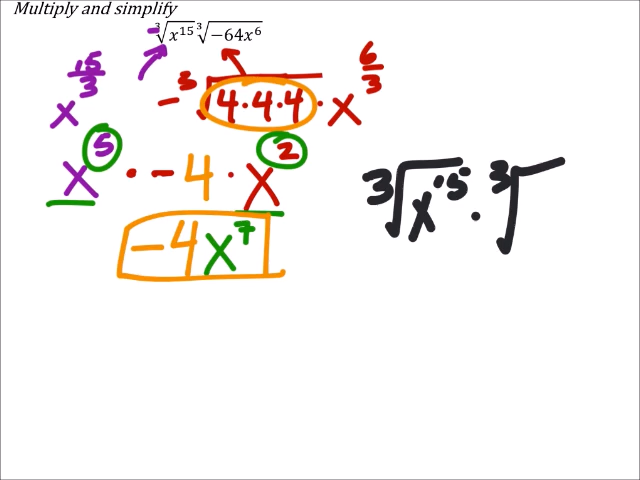 Multiply and simplify
∛x¹⁵ ∛−64x⁶
x^(15/3)
−∛4·4·4 · x^(6/3)
x⁵ · −4 · x²
−4x⁷
∛x¹⁵ · ∛